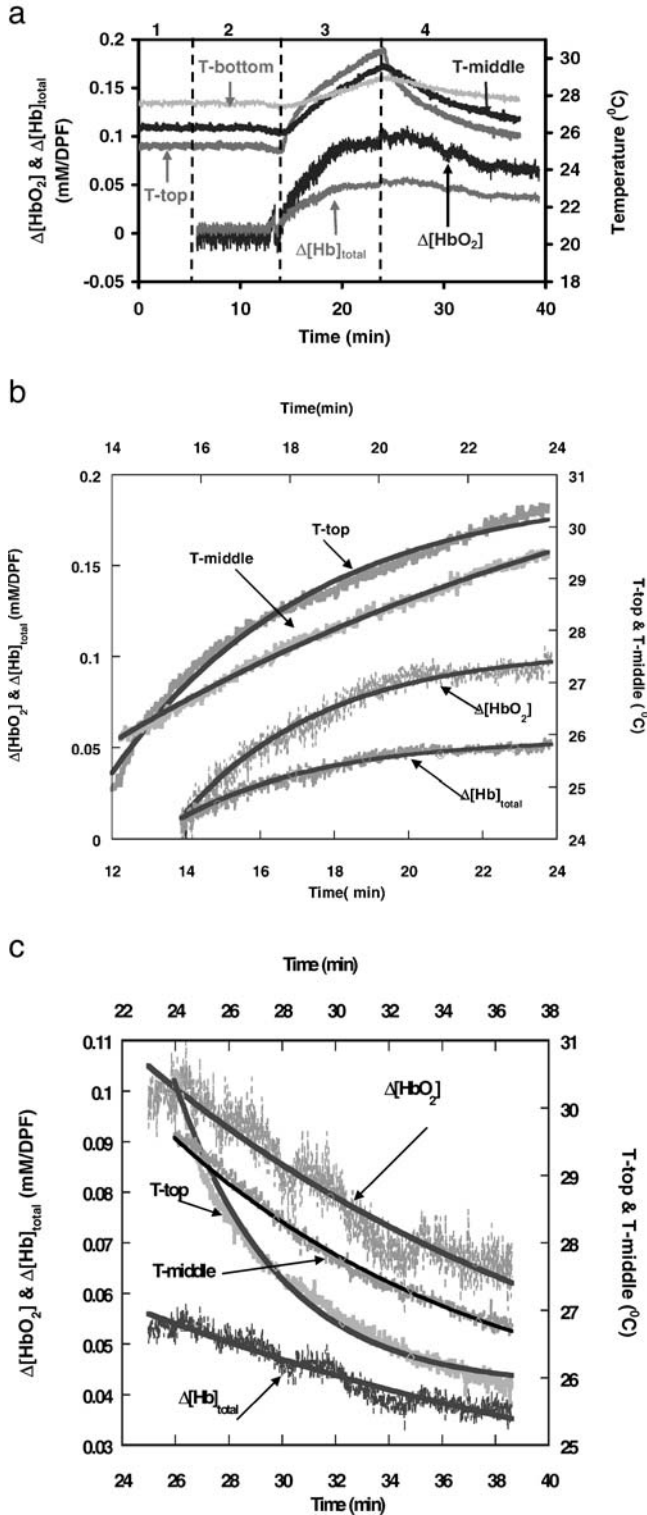 a
1 2 3 4
0.2 30
T-bottom T-middle
0.15 28
0.1 26
T-top
0.05 24
0 22
Δ[Hb]total Δ[HbO2]
20
-0.05 18
0 10 20 30 40
Time (min)
Δ[HbO2] & Δ[Hb]total
(mM/DPF)
Temperature (0C)
b
Time(min)
14 16 18 20 22 24
0.2 31
T-top
30
0.15
T-middle
29
28
0.1
27
Δ[HbO2]
26
0.05
Δ[Hb]total
25
0 24
12 14 16 18 20 22 24
Time( min)
Δ[HbO2] & Δ[Hb]total (mM/DPF)
T-top & T-middle (0C)
c
Time (min)
22 24 26 28 30 32 34 36 38
0.11 31
0.1 Δ[HbO2]
30
0.09
29
T-top
0.08
T-middle
28
0.07
0.06
27
0.05
26
Δ[Hb]total
0.04
0.03 25
24 26 28 30 32 34 36 38 40
Time (min)
Δ[HbO2] & Δ[Hb]total (mM/DPF)
T-top & T-middle (0C)